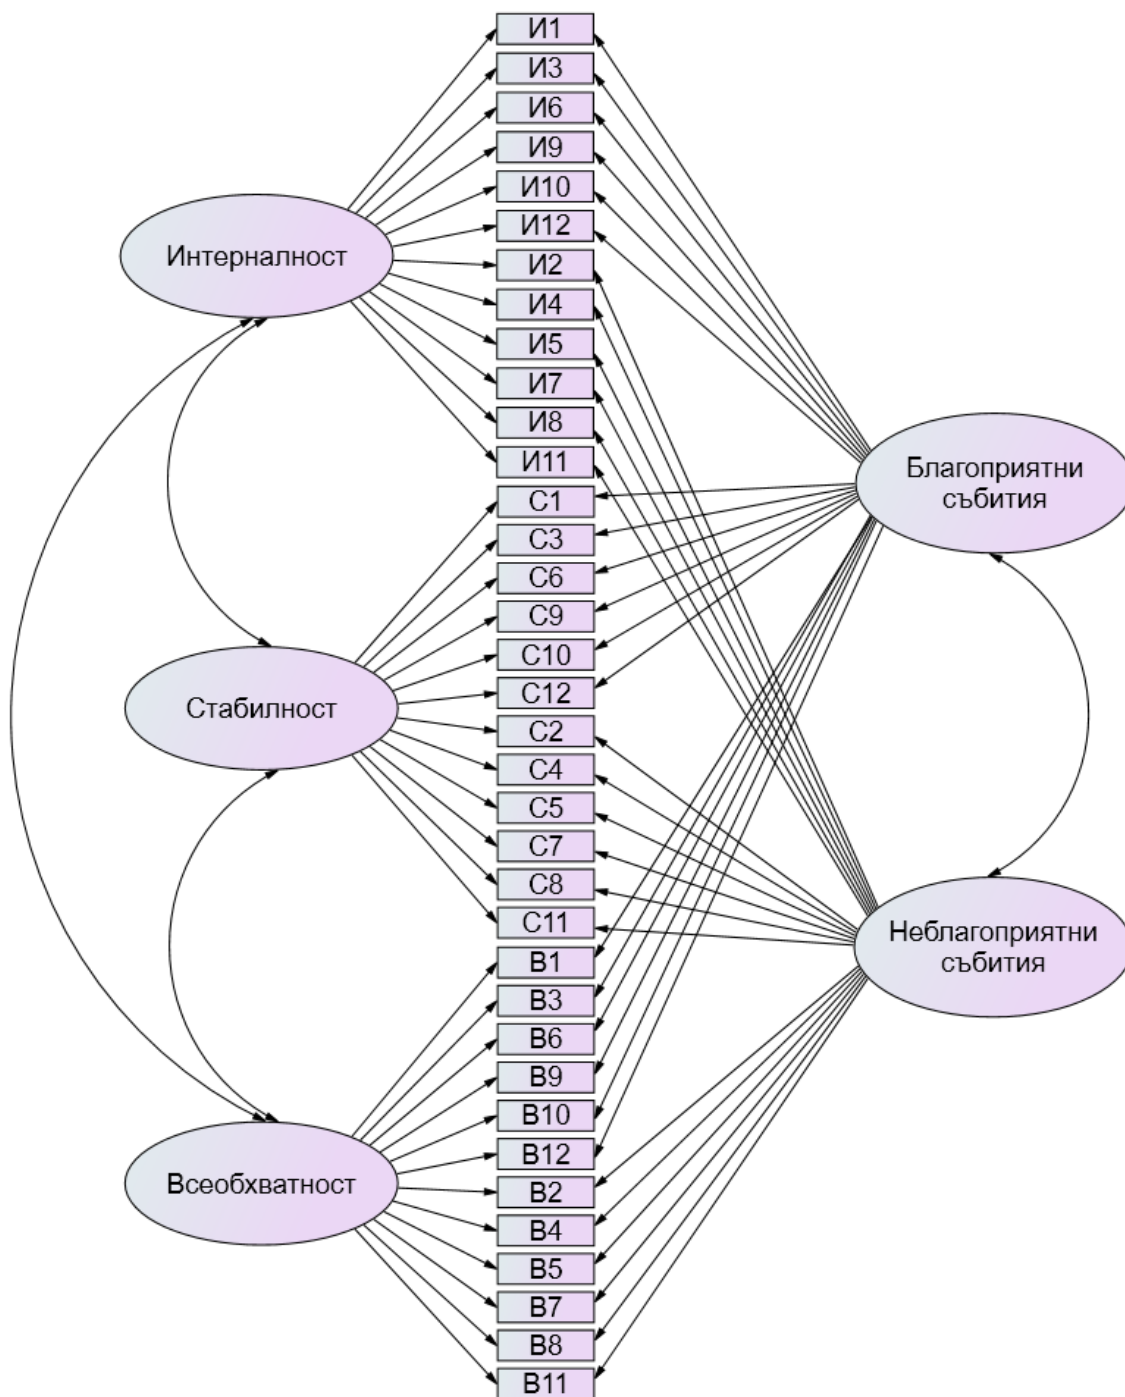 И1
И3
И6
И9
И10
И12
И2
И4
И5
И7
И8
И11
С1
С3
С6
С9
С10
С12
С2
С4
С5
С7
С8
С11
В1
В3
В6
В9
В10
В12
В2
В4
В5
В7
В8
В11
Интерналност
Стабилност
Всеобхватност
Благоприятни
събития
Неблагоприятни
събития